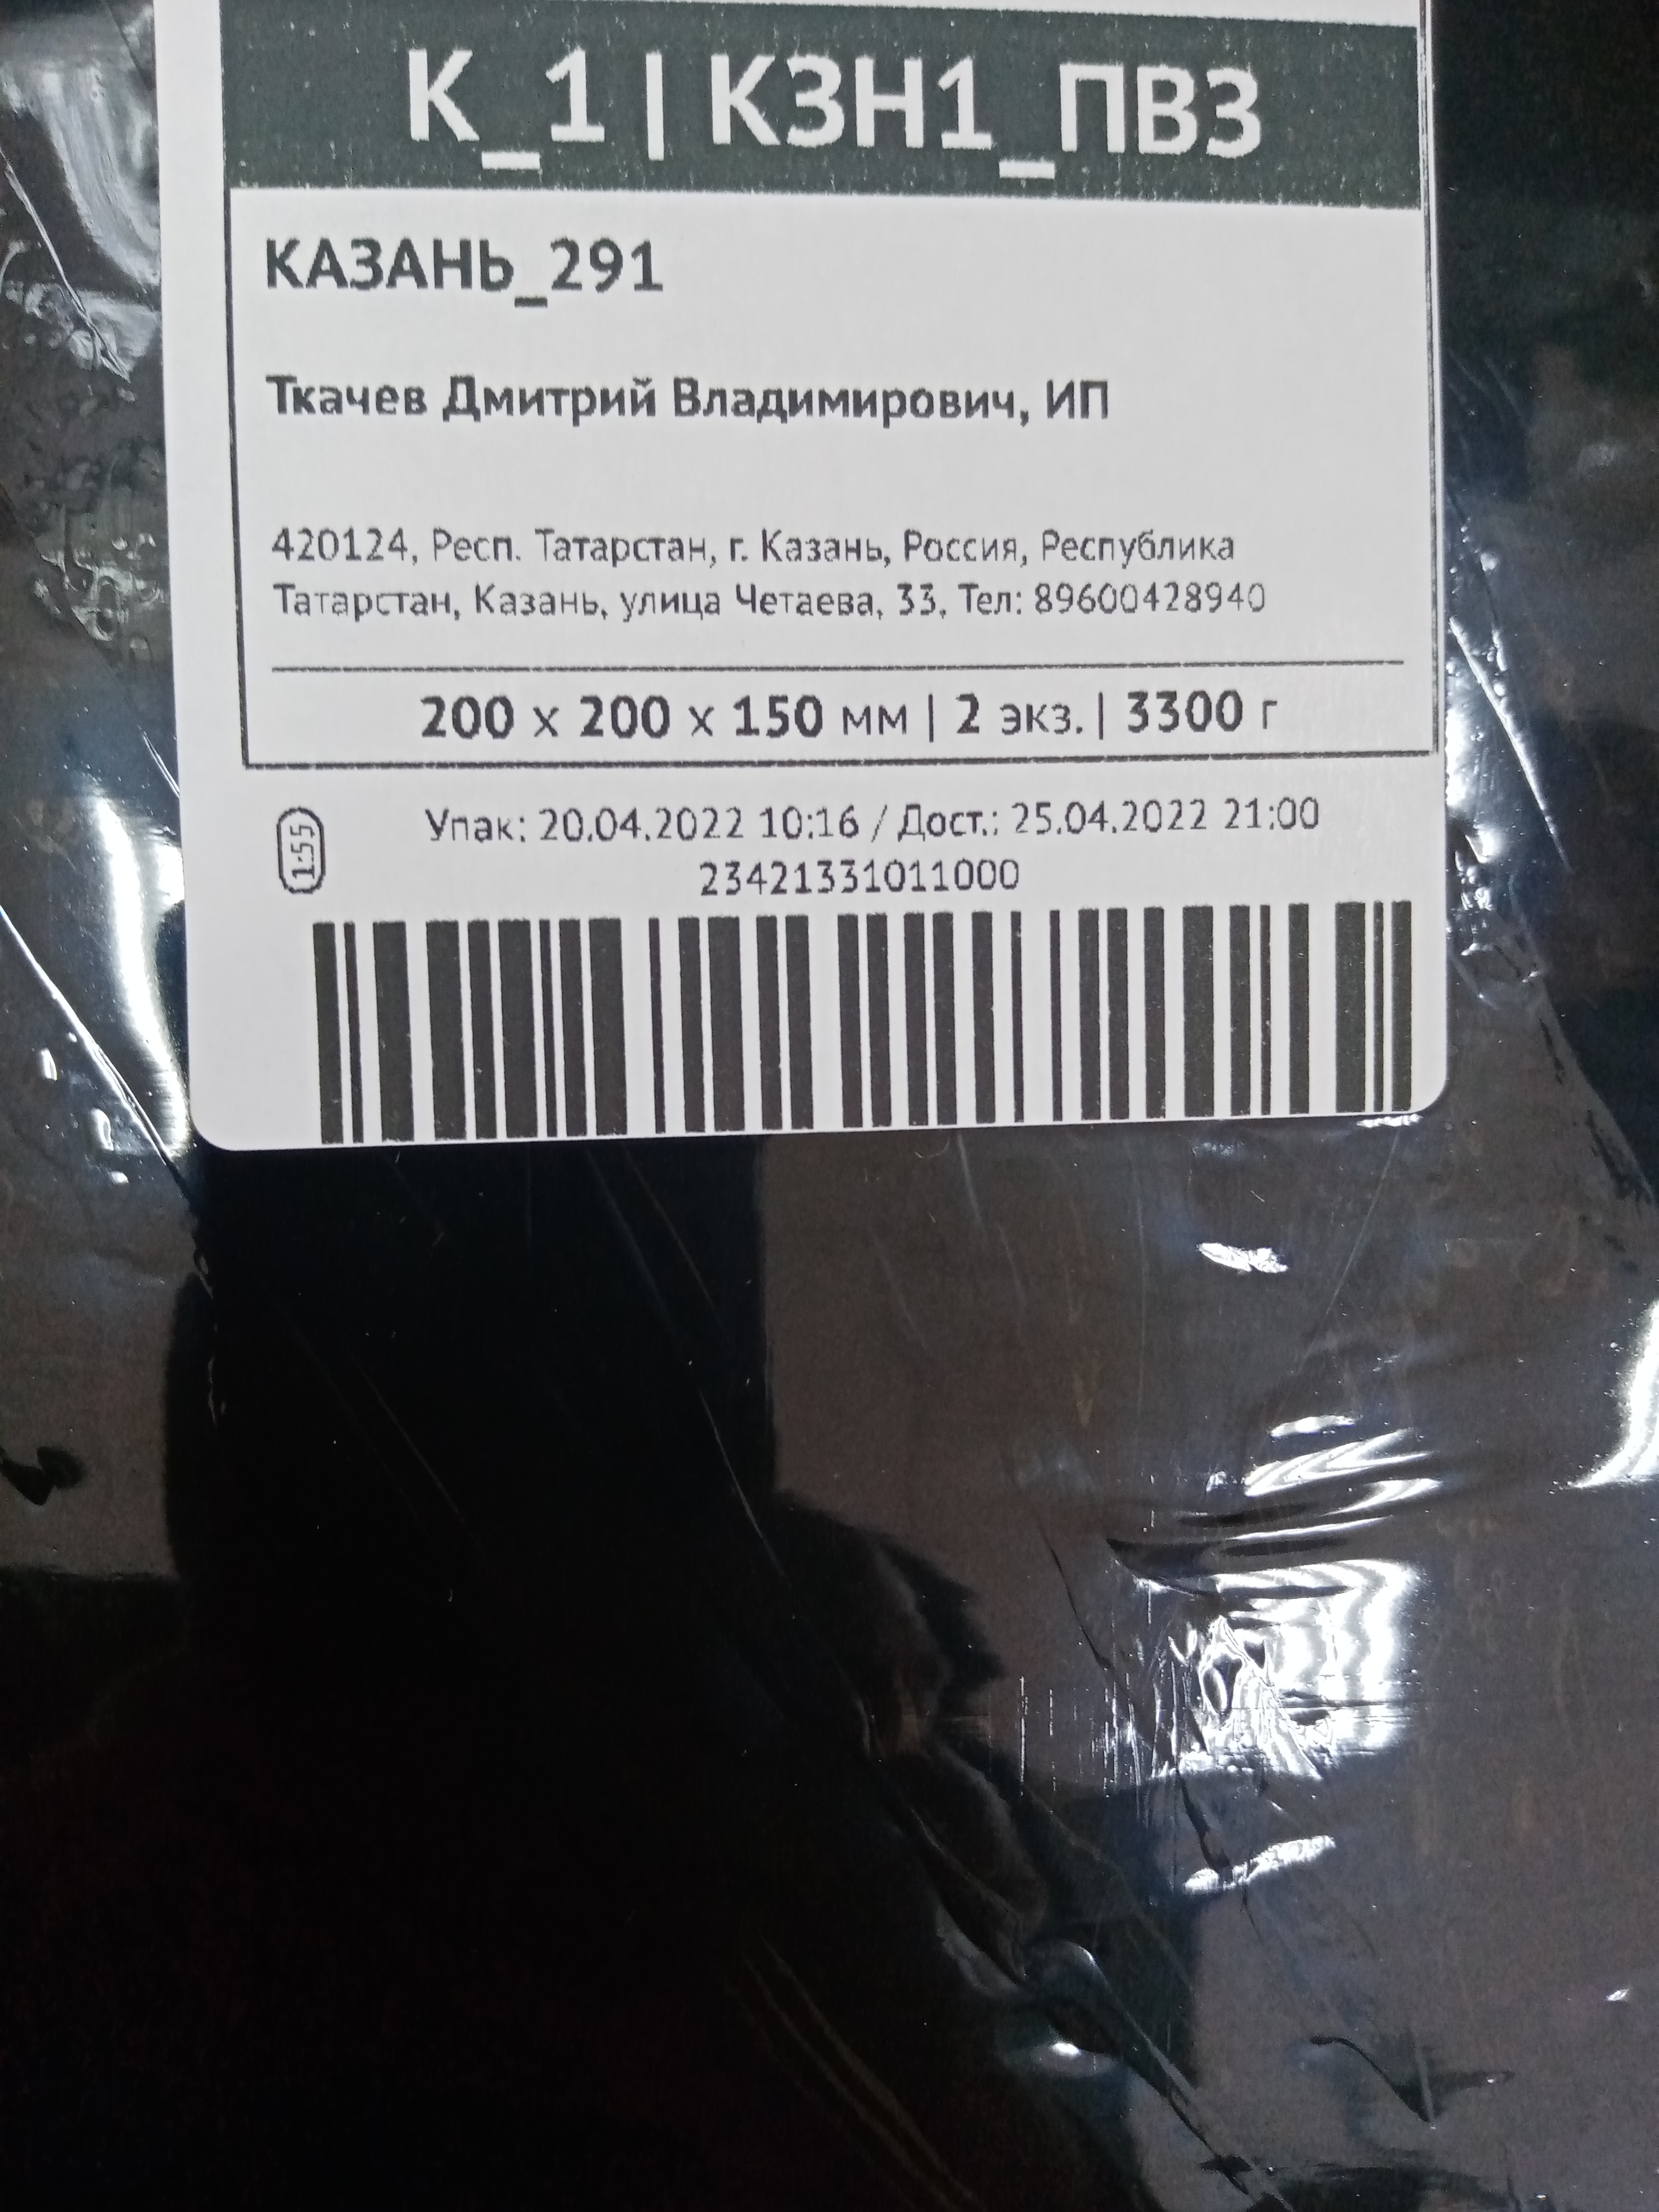 К_1 | КЗН1_ПВЗ
КАЗАНЬ_291
Ткачев Дмитрий Владимирович, ИП
420124, Респ. Татарстан, г. Казань, Россия, Республика
Татарстан, Казань, улица Четаева, 33, Тел: 89600428940
200 x 200 x 150 мм | 2 экз. | 3300 г
1:55
Упак: 20.04.2022 10:16 / Дост.: 25.04.2022 21:00
23421331011000